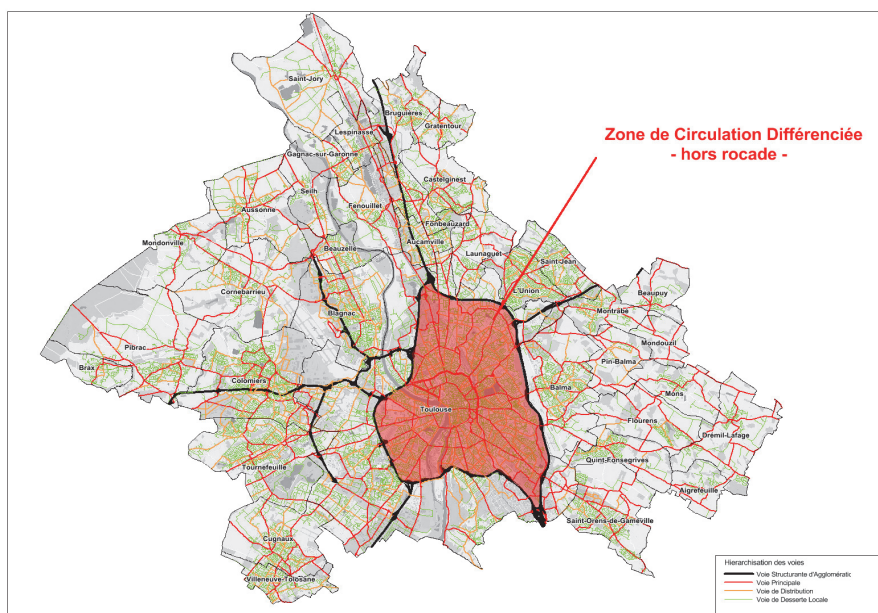 Saint-Jory
Bruguières
Gratentour
Lespinasse
Zone de Circulation Différenciée
- hors rocade -
Gagnac-sur-Garonne
Castelginest
Seilh
Fenouillet
Aussonne
Fonbeauzard
Mondonville
Beauzelle
Aucamville
Launaguet
Saint-Jean
L'Union
Cornebarrieu
Beaupuy
Blagnac
Montrabé
Mondouzil
Pibrac
Brax
Pin-Balma
Colomiers
Balma
Mons
Toulouse
Flourens
Drémil-Lafage
Tournefeuille
Quint-Fonsegrives
Aigrefeuille
Saint-Orens-de-Gameville
Cugnaux
Villeneuve-Tolosane
Hierarchisation des voies
Voie Structurante d'Agglomératic
Voie Principale
Voie de Distribution
Voie de Desserte Locale